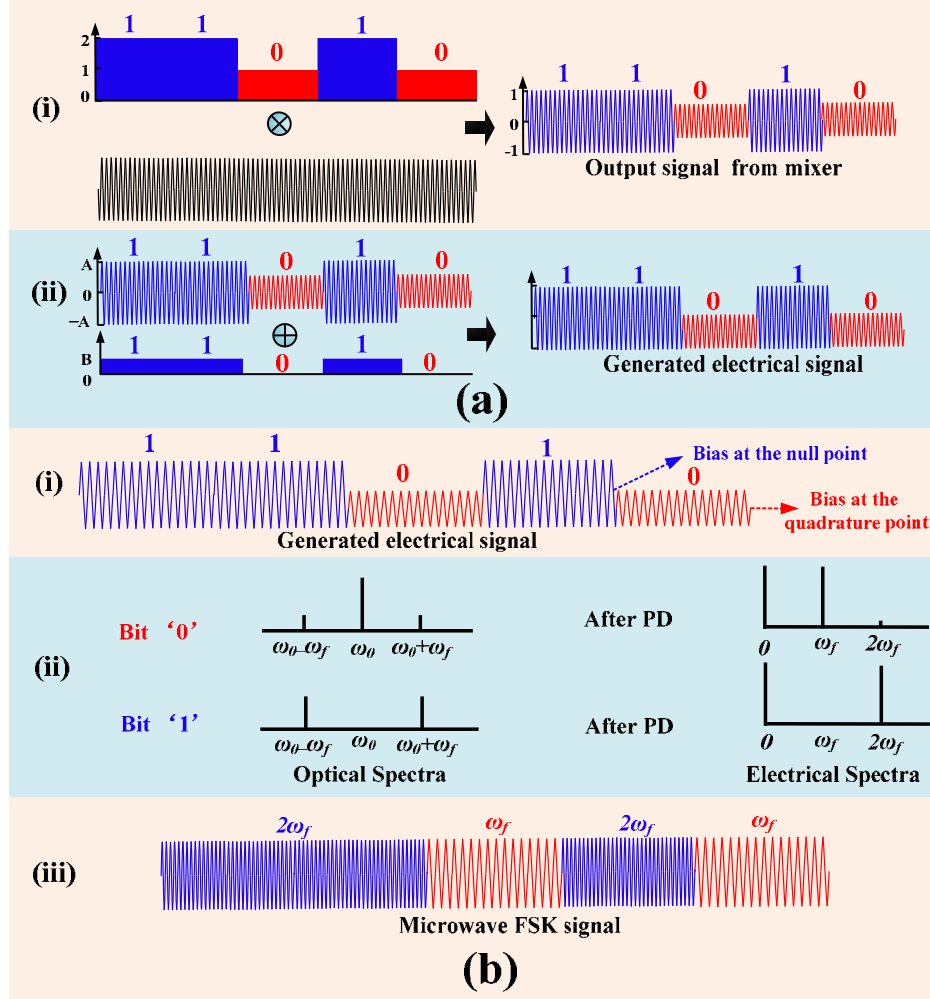 1 1 1
2
0 0
1
0
(i)
1 1 1
0 0
1
0
-1
Output signal from mixer
1 1 1
A 0 0
(ii) 0
−A
1 1 1
B 0 0
0
1 1 1
0 0
Generated electrical signal
(a)
1 1 1
(i) 0 0
Bias at the null point
Bias at the
quadrature point
Generated electrical signal
(ii)
Bit ‘0’
ω0-ωf ω0 ω0+ωf
After PD
0 ωf 2ωf
Bit ‘1’
ω0-ωf ω0 ω0+ωf
After PD
0 ωf 2ωf
Optical Spectra
Electrical Spectra
2ωf ωf 2ωf ωf
(iii)
Microwave FSK signal
(b)